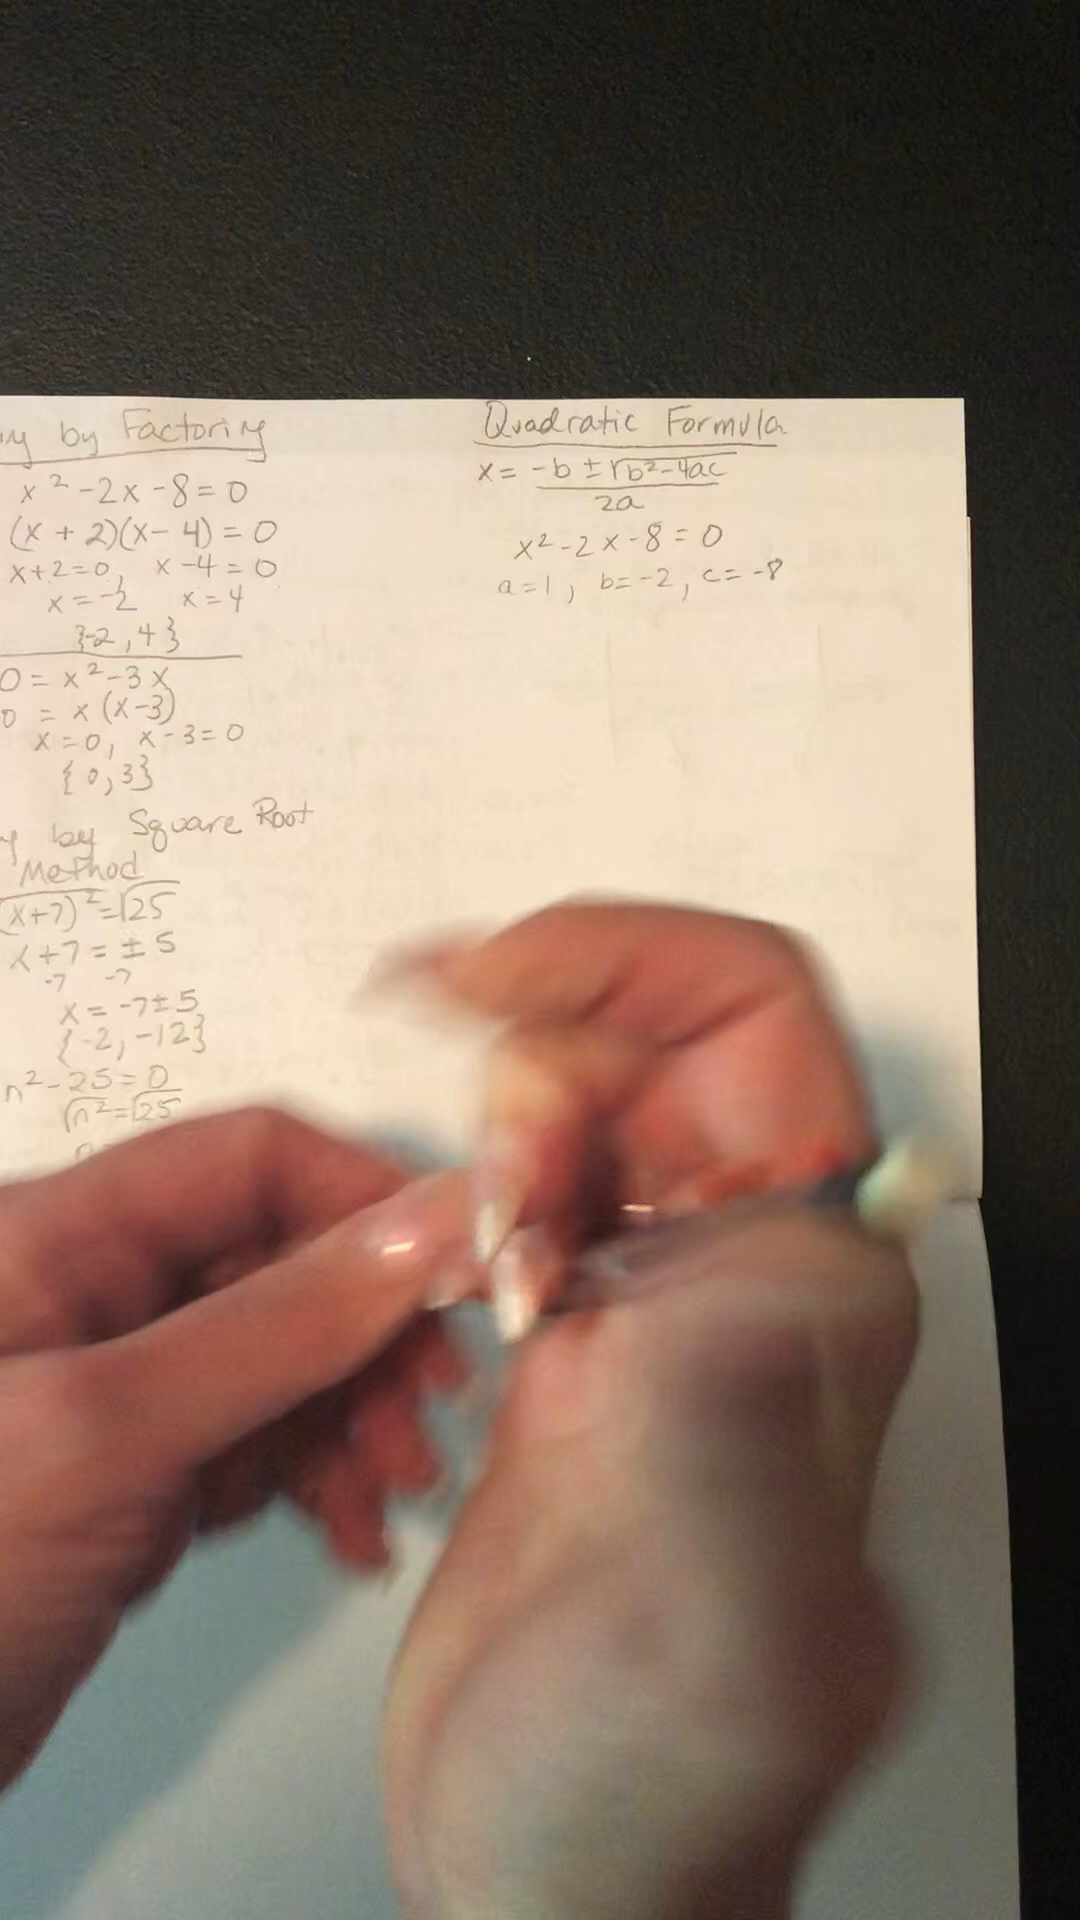 by Factoring
x² -2x -8 = 0
(x + 2)(x - 4) = 0
x+2=0, x -4 = 0
x = -2 x = 4
{-2, 4}
0 = x² -3x
0 = x (x-3)
x = 0, x - 3 = 0
{0, 3}
by Square Root
Method
√(x+7)² = √25
x + 7 = ± 5
-7 -7
x = -7 ± 5
{-2, -12}
n² - 25 = 0
√n² = √25
Quadratic Formula
x = -b ± √b² - 4ac
2a
x² - 2x - 8 = 0
a = 1, b = -2, c = -8